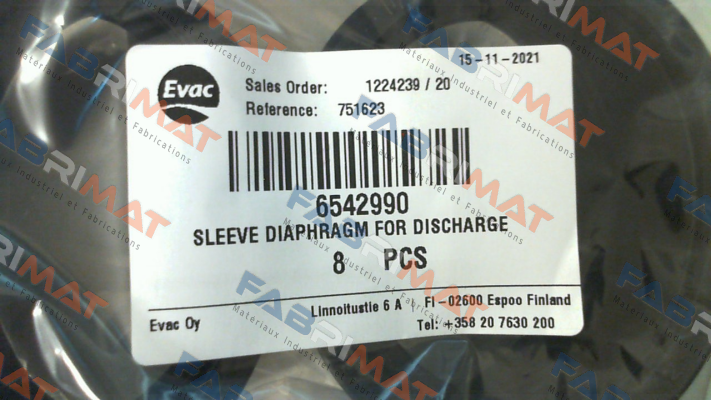 15-11-2021
Evac
Sales Order: 1224239 / 20
Reference: 751623
6542990
SLEEVE DIAPHRAGM FOR DISCHARGE
8 PCS
Linnoitustie 6 A FI-02600 Espoo Finland
Evac Oy
Tel: +358 20 7630 200
FABRIMAT
Matériaux Industriel et Fabrications